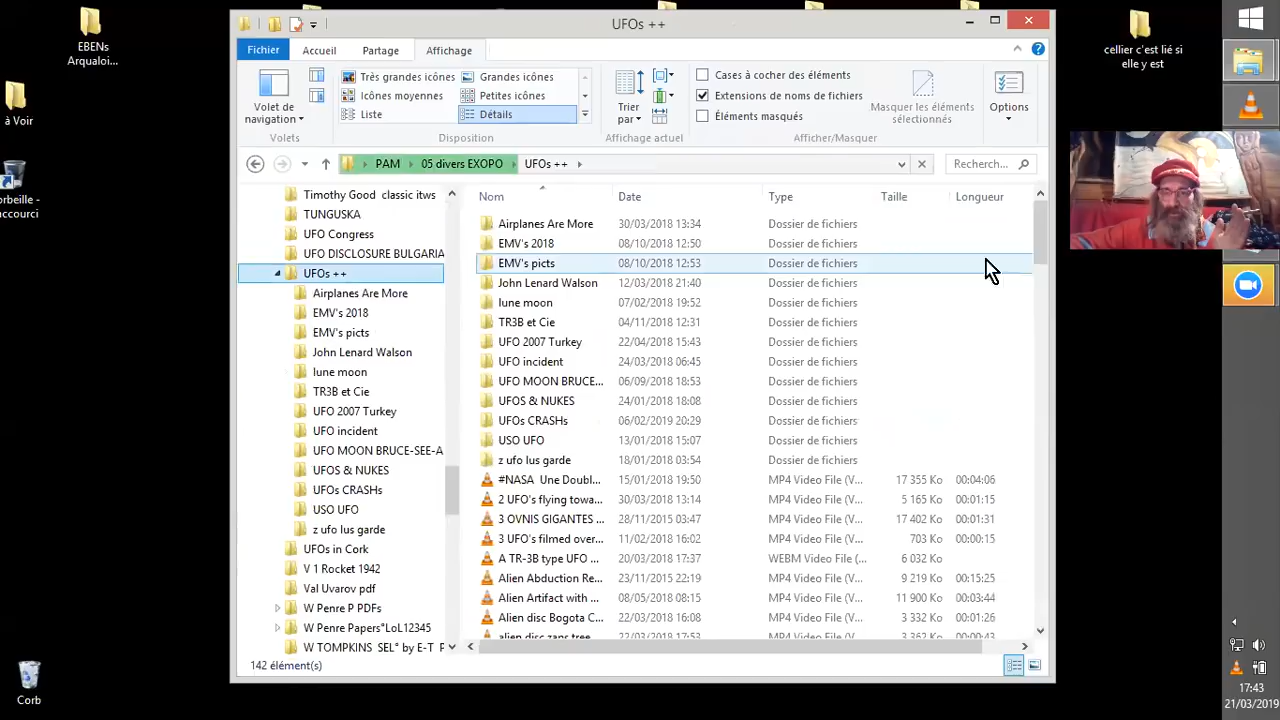 EBENs
Arqualoi...
à Voir
orbeille -
accourci
Corb
UFOs ++
Fichier
Accueil
Partage
Affichage
Volet de
navigation
Volets
Très grandes icônes
Grandes icônes
Icônes moyennes
Petites icônes
Liste
Détails
Disposition
Trier
par
Affichage actuel
Cases à cocher des éléments
Extensions de noms de fichiers
Éléments masqués
Masquer les éléments
sélectionnés
Afficher/Masquer
Options
PAM
05 divers EXOPO
UFOs ++
Recherch...
Timothy Good classic itws
TUNGUSKA
UFO Congress
UFO DISCLOSURE BULGARIA
UFOs ++
Airplanes Are More
EMV's 2018
EMV's picts
John Lenard Walson
lune moon
TR3B et Cie
UFO 2007 Turkey
UFO incident
UFO MOON BRUCE-SEE-A
UFOS & NUKES
UFOs CRASHs
USO UFO
z ufo lus garde
UFOs in Cork
V 1 Rocket 1942
Val Uvarov pdf
W Penre P PDFs
W Penre Papers°LoL12345
W TOMPKINS SEL° by E-T P
142 élément(s)
Nom Date Type Taille Longueur
Airplanes Are More 30/03/2018 13:34 Dossier de fichiers
EMV's 2018 08/10/2018 12:50 Dossier de fichiers
EMV's picts 08/10/2018 12:53 Dossier de fichiers
John Lenard Walson 12/03/2018 21:40 Dossier de fichiers
lune moon 07/02/2018 19:52 Dossier de fichiers
TR3B et Cie 04/11/2018 12:31 Dossier de fichiers
UFO 2007 Turkey 22/04/2018 15:43 Dossier de fichiers
UFO incident 24/03/2018 06:45 Dossier de fichiers
UFO MOON BRUCE... 06/09/2018 18:53 Dossier de fichiers
UFOS & NUKES 24/01/2018 18:08 Dossier de fichiers
UFOs CRASHs 06/02/2019 20:29 Dossier de fichiers
USO UFO 13/01/2018 15:07 Dossier de fichiers
z ufo lus garde 18/01/2018 03:54 Dossier de fichiers
#NASA Une Doubl... 15/01/2018 19:50 MP4 Video File (V... 17 355 Ko 00:04:06
2 UFO's flying towa... 30/03/2018 13:14 MP4 Video File (V... 5 165 Ko 00:01:15
3 OVNIS GIGANTES ... 28/11/2015 03:47 MP4 Video File (V... 17 402 Ko 00:01:31
3 UFO's filmed over... 11/02/2018 16:02 MP4 Video File (V... 703 Ko 00:00:15
A TR-3B type UFO ... 20/03/2018 17:37 WEBM Video File (... 6 032 Ko
Alien Abduction Re... 23/11/2015 22:19 MP4 Video File (V... 9 219 Ko 00:15:25
Alien Artifact with ... 08/05/2018 08:15 MP4 Video File (V... 11 900 Ko 00:03:44
Alien disc Bogota C... 22/03/2018 16:08 MP4 Video File (V... 3 332 Ko 00:01:26
alien disc zaps tree... 22/03/2018 17:53 MP4 Video File (V... 3 362 Ko 00:00:43
cellier c'est lié si
elle y est
17:43
21/03/2019